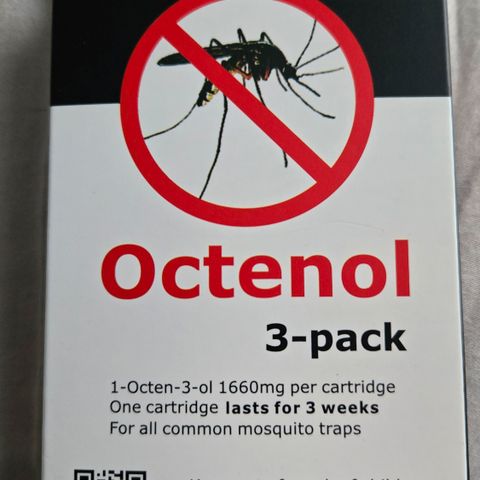 Octenol
3-pack
1-Octen-3-ol 1660mg per cartridge
One cartridge lasts for 3 weeks
For all common mosquito traps